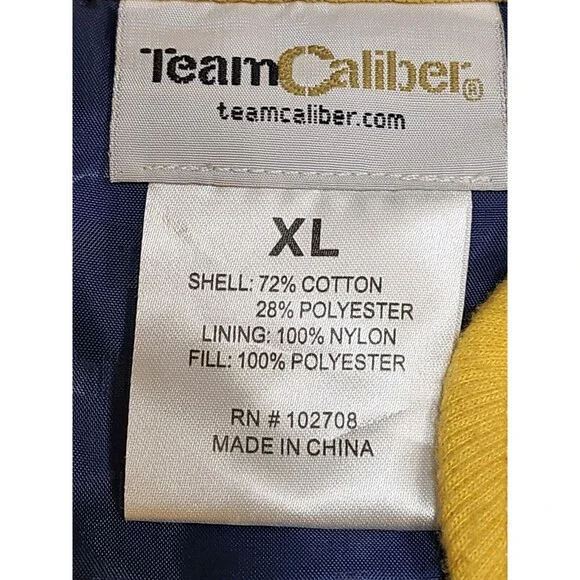 TeamCaliber®
teamcaliber.com
XL
SHELL: 72% COTTON
28% POLYESTER
LINING: 100% NYLON
FILL: 100% POLYESTER
RN # 102708
MADE IN CHINA